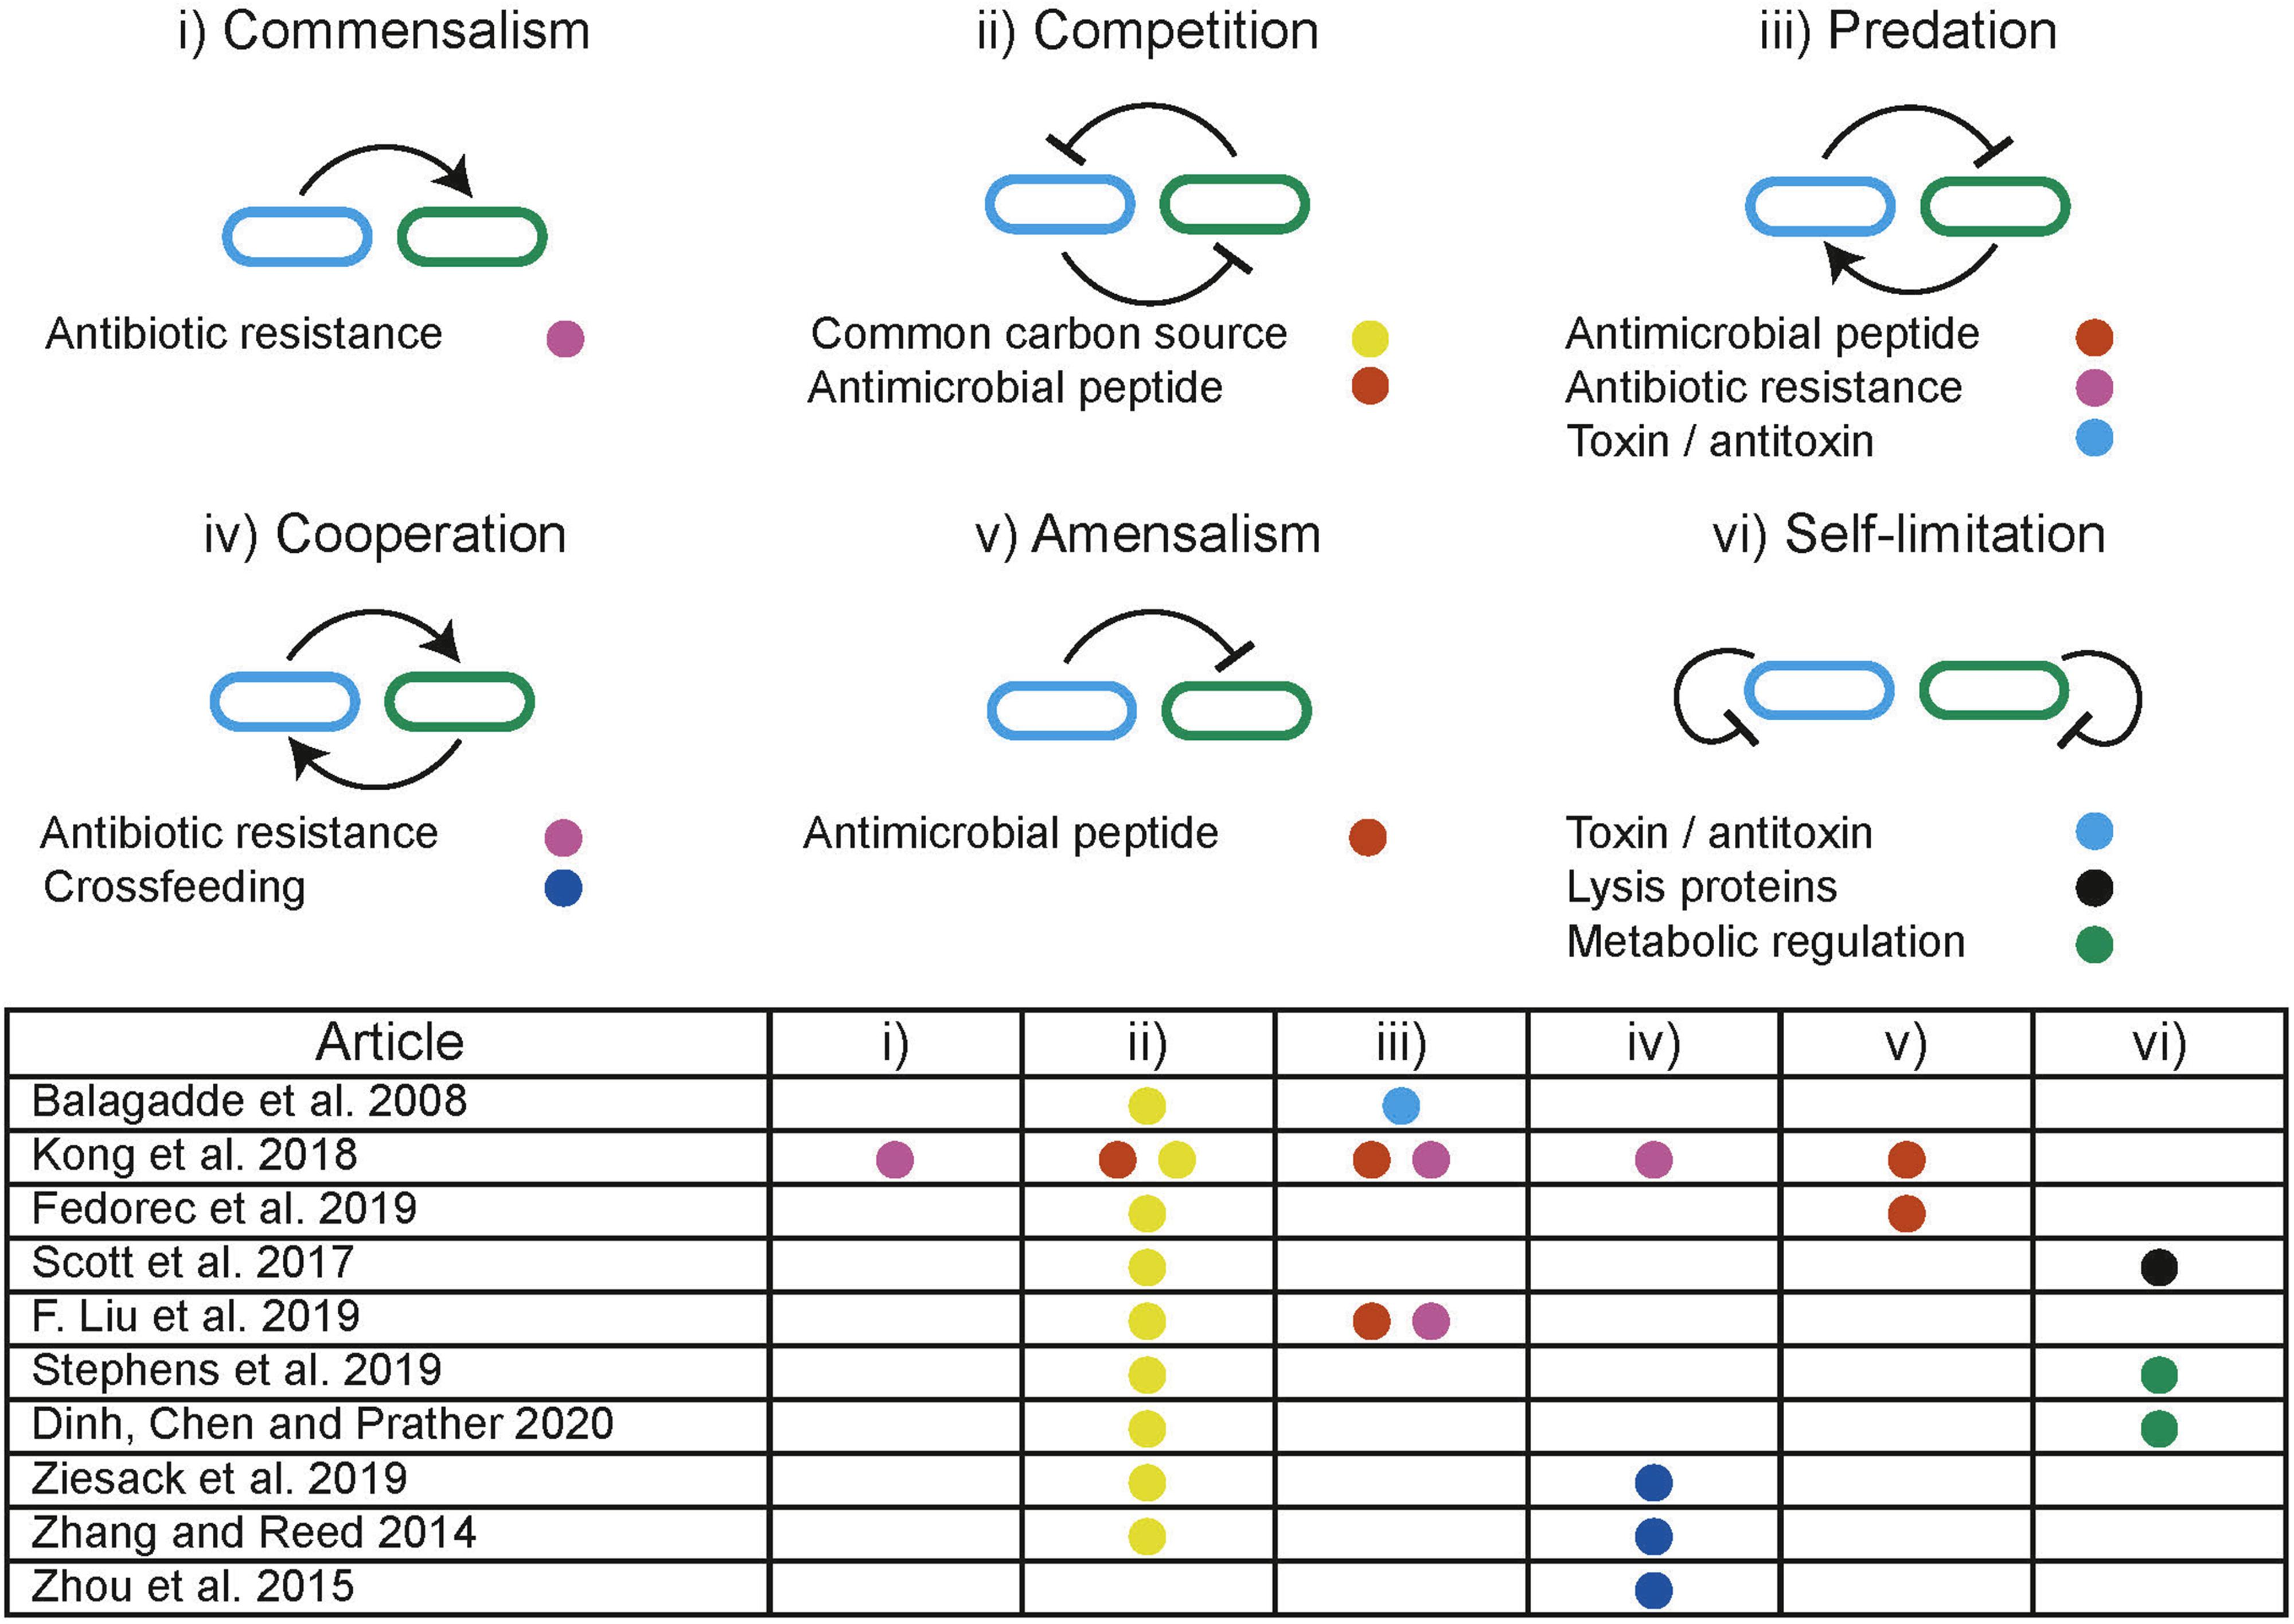 i) Commensalism
ii) Competition
iii) Predation
Antibiotic resistance
Common carbon source
Antimicrobial peptide
Antimicrobial peptide
Antibiotic resistance
Toxin / antitoxin
iv) Cooperation
v) Amensalism
vi) Self-limitation
Antibiotic resistance
Crossfeeding
Antimicrobial peptide
Toxin / antitoxin
Lysis proteins
Metabolic regulation
Article i) ii) iii) iv) v) vi)
Balagadde et al. 2008
Kong et al. 2018
Fedorec et al. 2019
Scott et al. 2017
F. Liu et al. 2019
Stephens et al. 2019
Dinh, Chen and Prather 2020
Ziesack et al. 2019
Zhang and Reed 2014
Zhou et al. 2015